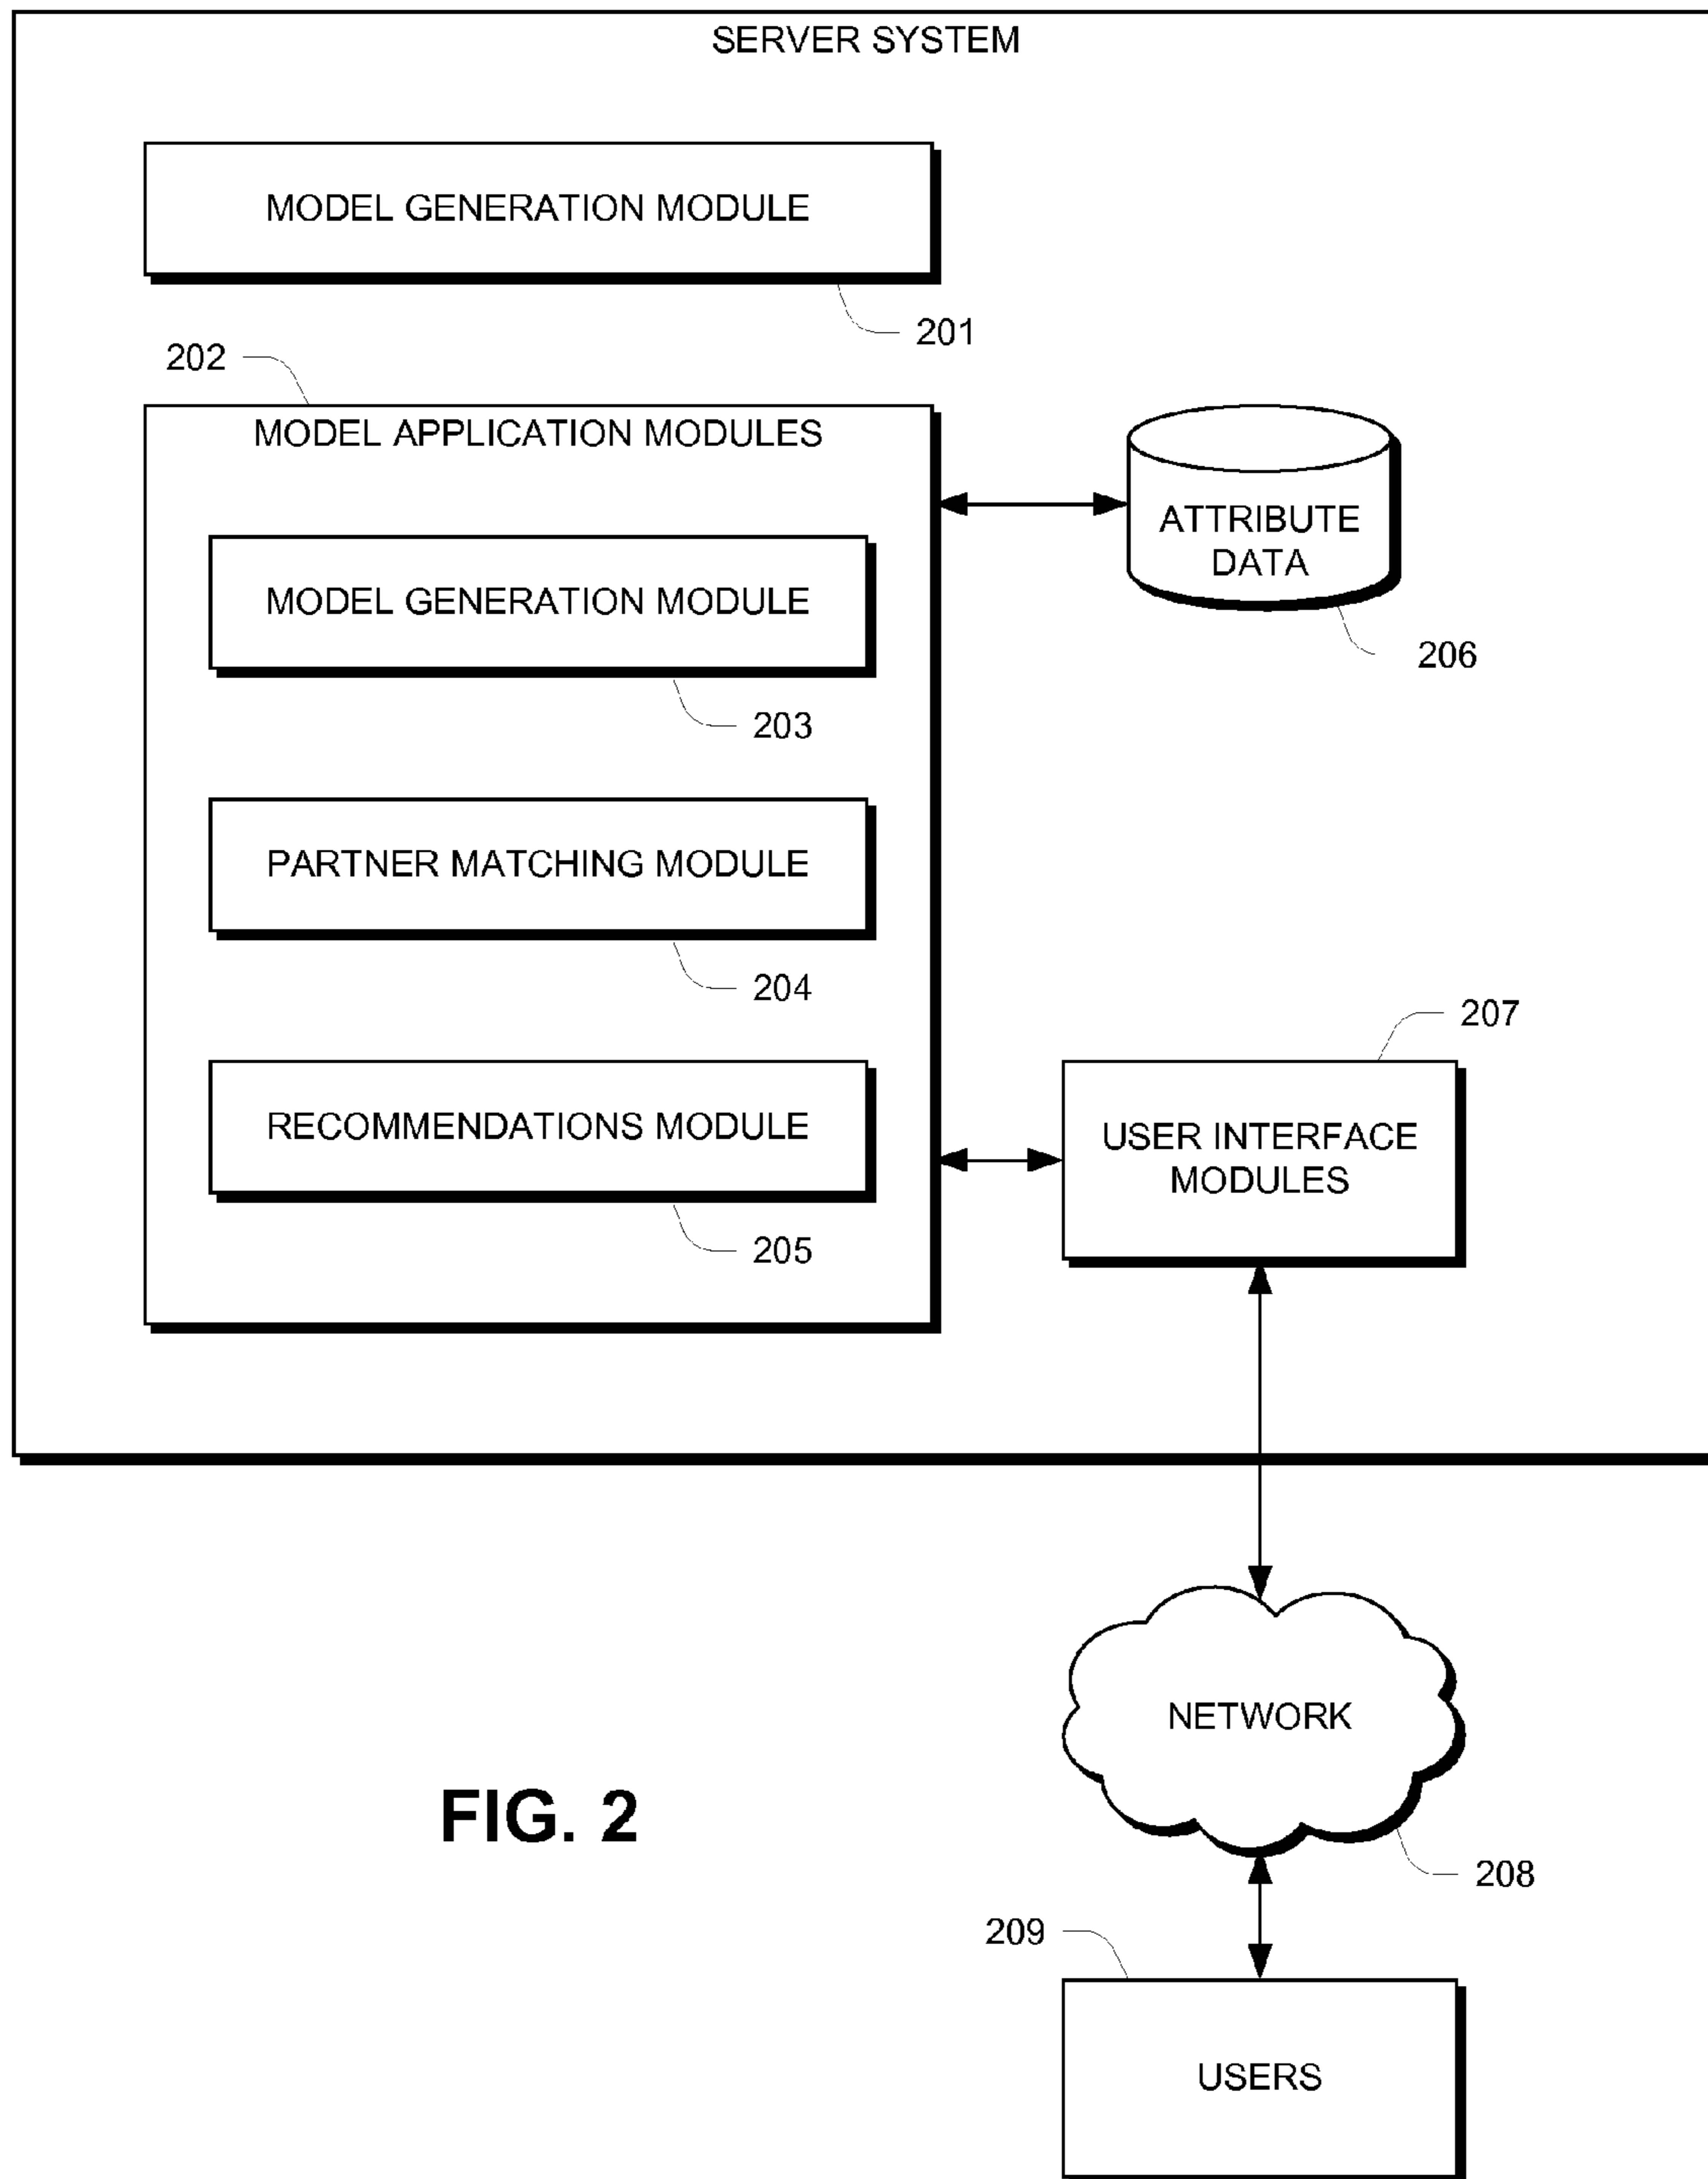 SERVER SYSTEM
MODEL GENERATION MODULE
201
202
MODEL APPLICATION MODULES
ATTRIBUTE
DATA
206
MODEL GENERATION MODULE
203
PARTNER MATCHING MODULE
204
207
RECOMMENDATIONS MODULE
205
USER INTERFACE
MODULES
NETWORK
208
FIG. 2
209
USERS